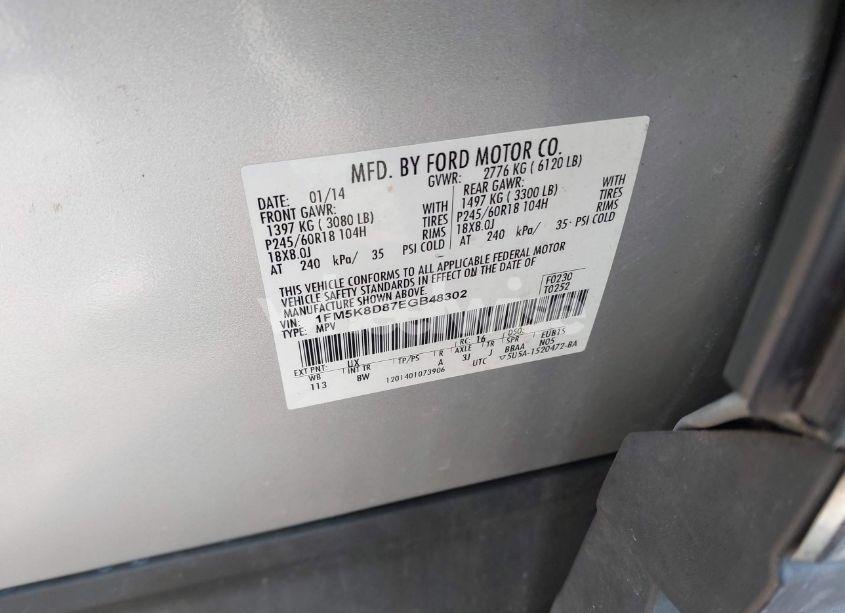 MFD. BY FORD MOTOR CO.
DATE: 01/14 GVWR: 2776 KG ( 6120 LB)
FRONT GAWR: REAR GAWR:
1397 KG ( 3080 LB) WITH 1497 KG ( 3300 LB) WITH
P245/60R18 104H TIRES P245/60R18 104H TIRES
18X8.0J RIMS 18X8.0J RIMS
AT 240 kPa/ 35 PSI COLD AT 240 kPa/ 35 PSI COLD
THIS VEHICLE CONFORMS TO ALL APPLICABLE FEDERAL MOTOR
VEHICLE SAFETY STANDARDS IN EFFECT ON THE DATE OF
MANUFACTURE SHOWN ABOVE.
F0230
T0252
VIN: 1FM5K8D87EGB48302
TYPE: MPV
EXT PNT: UX RC: 16 DSO:
WB INT TR TP/PS R AXLE TR SPR EUB15
113 BW A 3J J BBAA N05
1201401073906 UTC 5U5A-1520472-BA